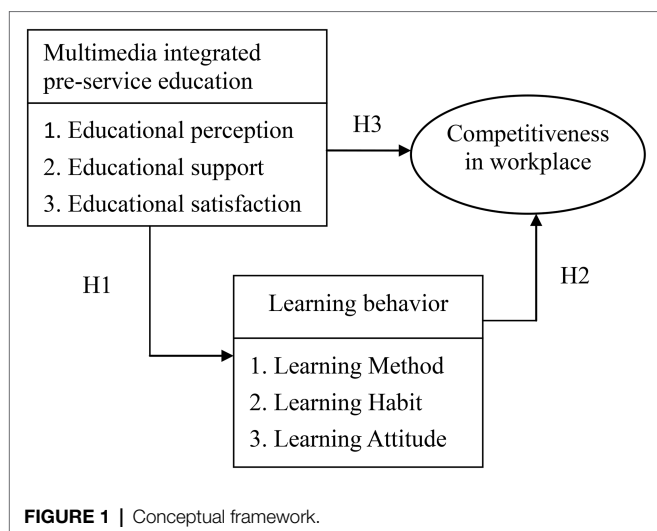 Multimedia integrated
pre-service education
1. Educational perception
2. Educational support
3. Educational satisfaction
H3
Competitiveness
in workplace
H1
H2
Learning behavior
1. Learning Method
2. Learning Habit
3. Learning Attitude
FIGURE 1 | Conceptual framework.